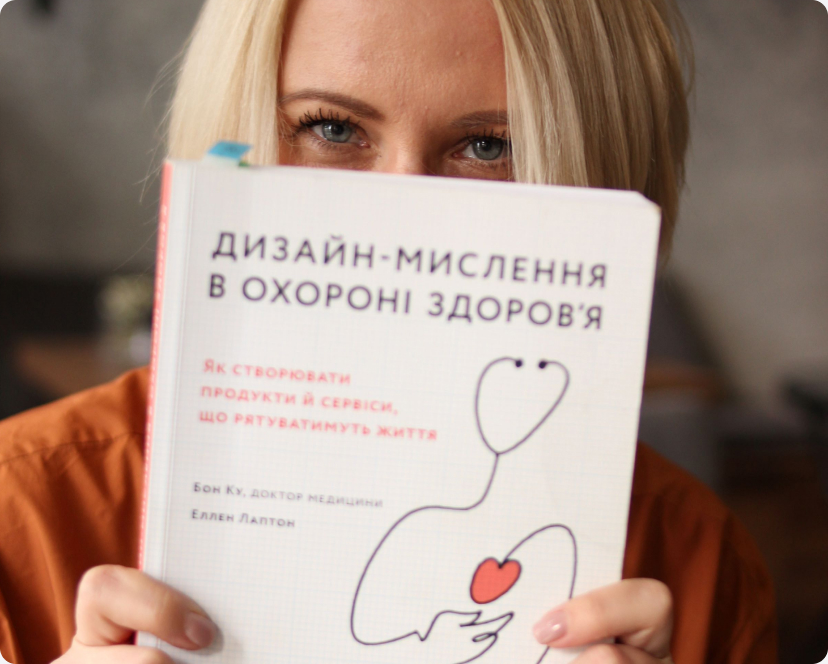 ДИЗАЙН-МИСЛЕННЯ
В ОХОРОНІ ЗДОРОВ'Я
Як створювати
продукти й сервіси,
що рятуватимуть життя
Бон Ку, доктор медицини
Еллен Лаптон